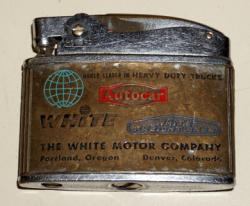 WORLD LEADER IN HEAVY DUTY TRUCKS
Autocar
WHITE
THE WHITE MOTOR COMPANY
Portland, Oregon Denver, Colorado